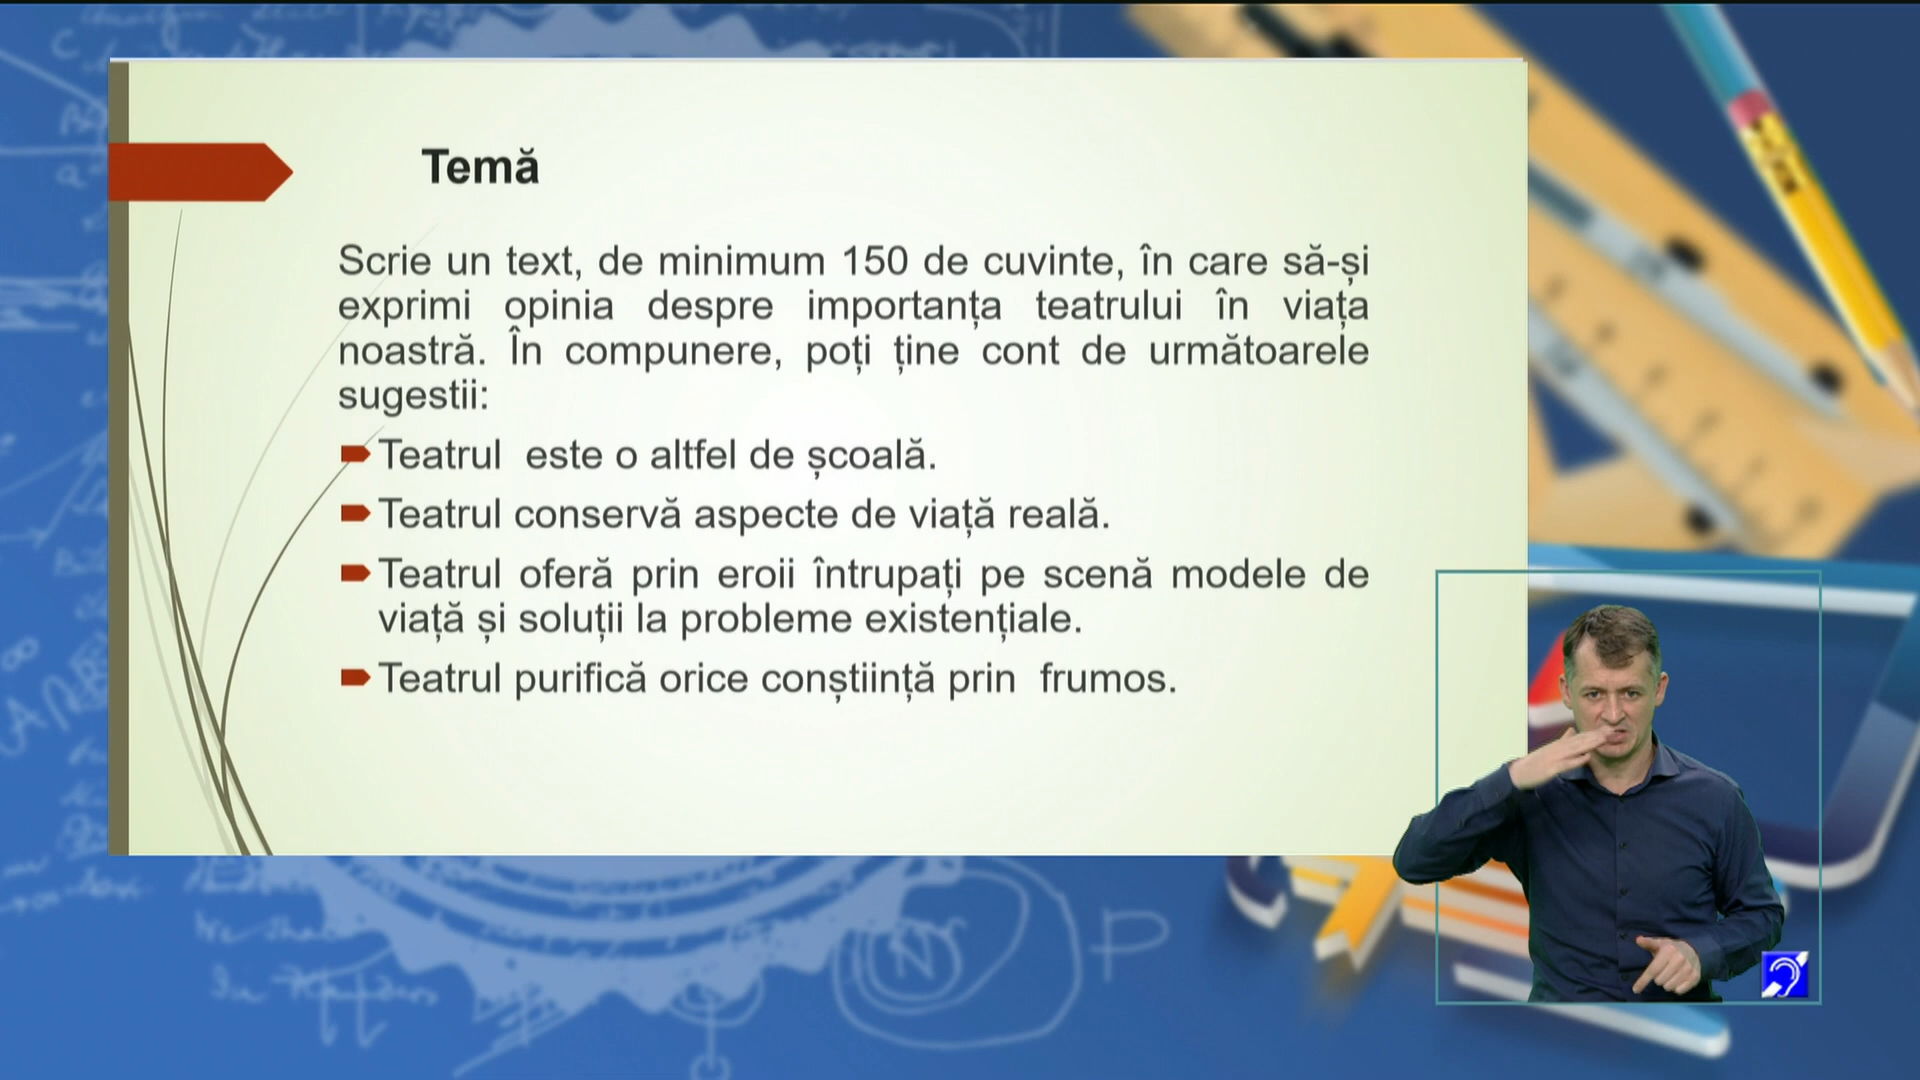 Temă
Scrie un text, de minimum 150 de cuvinte, în care să-și
exprimi opinia despre importanța teatrului în viața
noastră. În compunere, poți ține cont de următoarele
sugestii:
Teatrul este o altfel de școală.
Teatrul conservă aspecte de viață reală.
Teatrul oferă prin eroii întrupați pe scenă modele de
viață și soluții la probleme existențiale.
Teatrul purifică orice conștiință prin frumos.
N
P